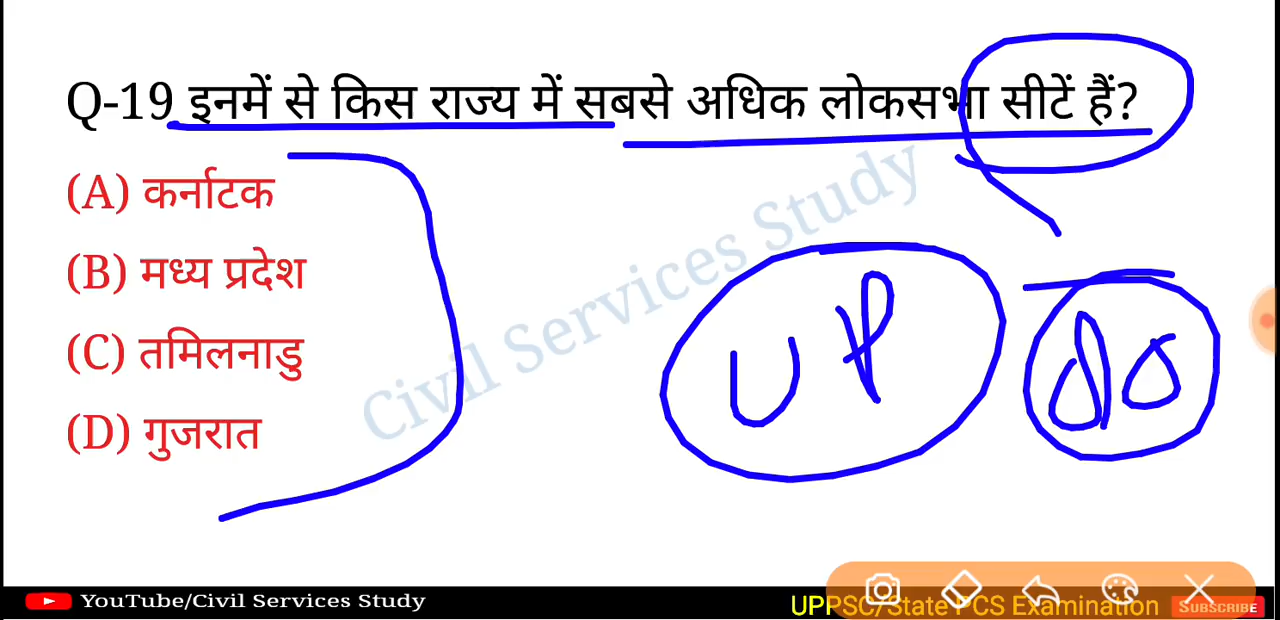 Q-19 इनमें से किस राज्य में सबसे अधिक लोकसभा सीटें हैं?
(A) कर्नाटक
(B) मध्य प्रदेश
(C) तमिलनाडु
(D) गुजरात
UP
80
Civil Services Study
YouTube/Civil Services Study
UPPSC/State PCS Examination
SUBSCRIBE